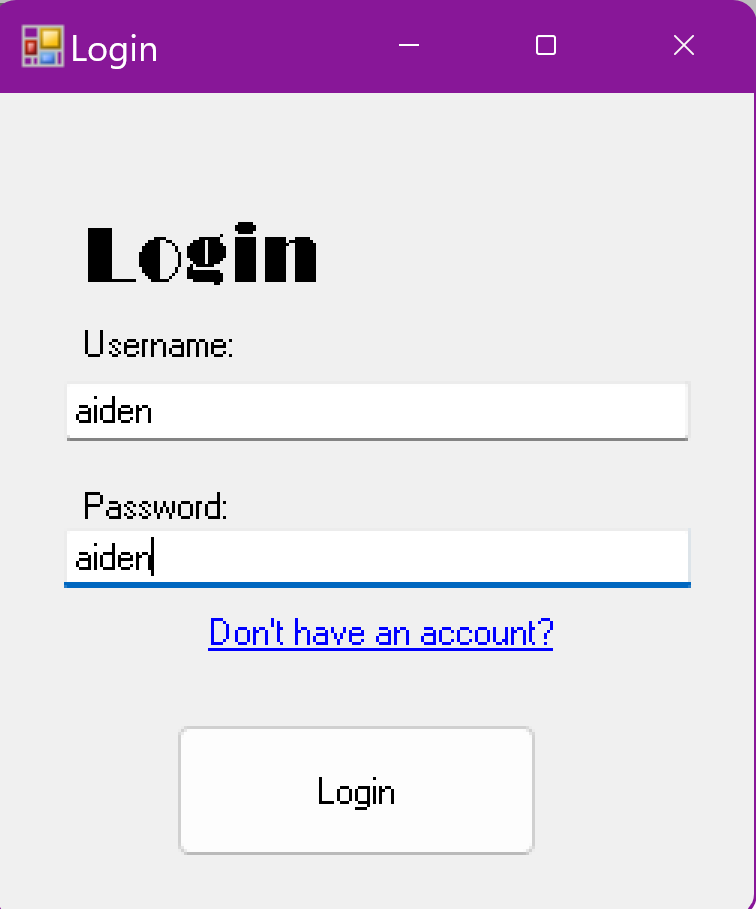 Login
Login
Username:
aiden
Password:
aiden
Don't have an account?
Login